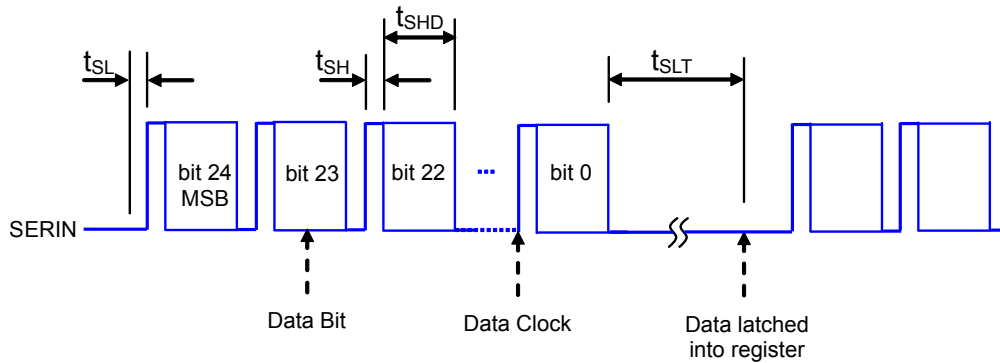 tSHD
tSL
tSH
tSLT
bit 24
MSB
bit 23
bit 22
...
bit 0
SERIN
Data Bit
Data Clock
Data latched
into register